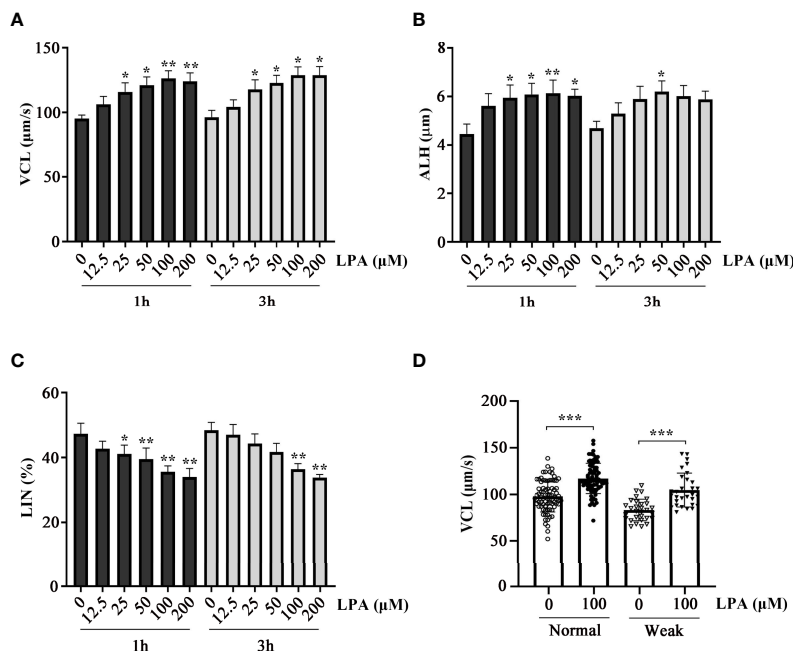 A
VCL (μm/s)
150
100
50
0
* * ** ** * * * *
0 12.5 25 50 100 200 0 12.5 25 50 100 200 LPA (μM)
1h 3h
B
ALH (μm)
8
6
4
2
0
* * ** * *
0 12.5 25 50 100 200 0 12.5 25 50 100 200 LPA (μM)
1h 3h
C
LIN (%)
60
40
20
0
* ** ** ** ** **
0 12.5 25 50 100 200 0 12.5 25 50 100 200 LPA (μM)
1h 3h
D
VCL (μm/s)
200
150
100
50
0
*** ***
0 100 0 100 LPA (μM)
Normal Weak